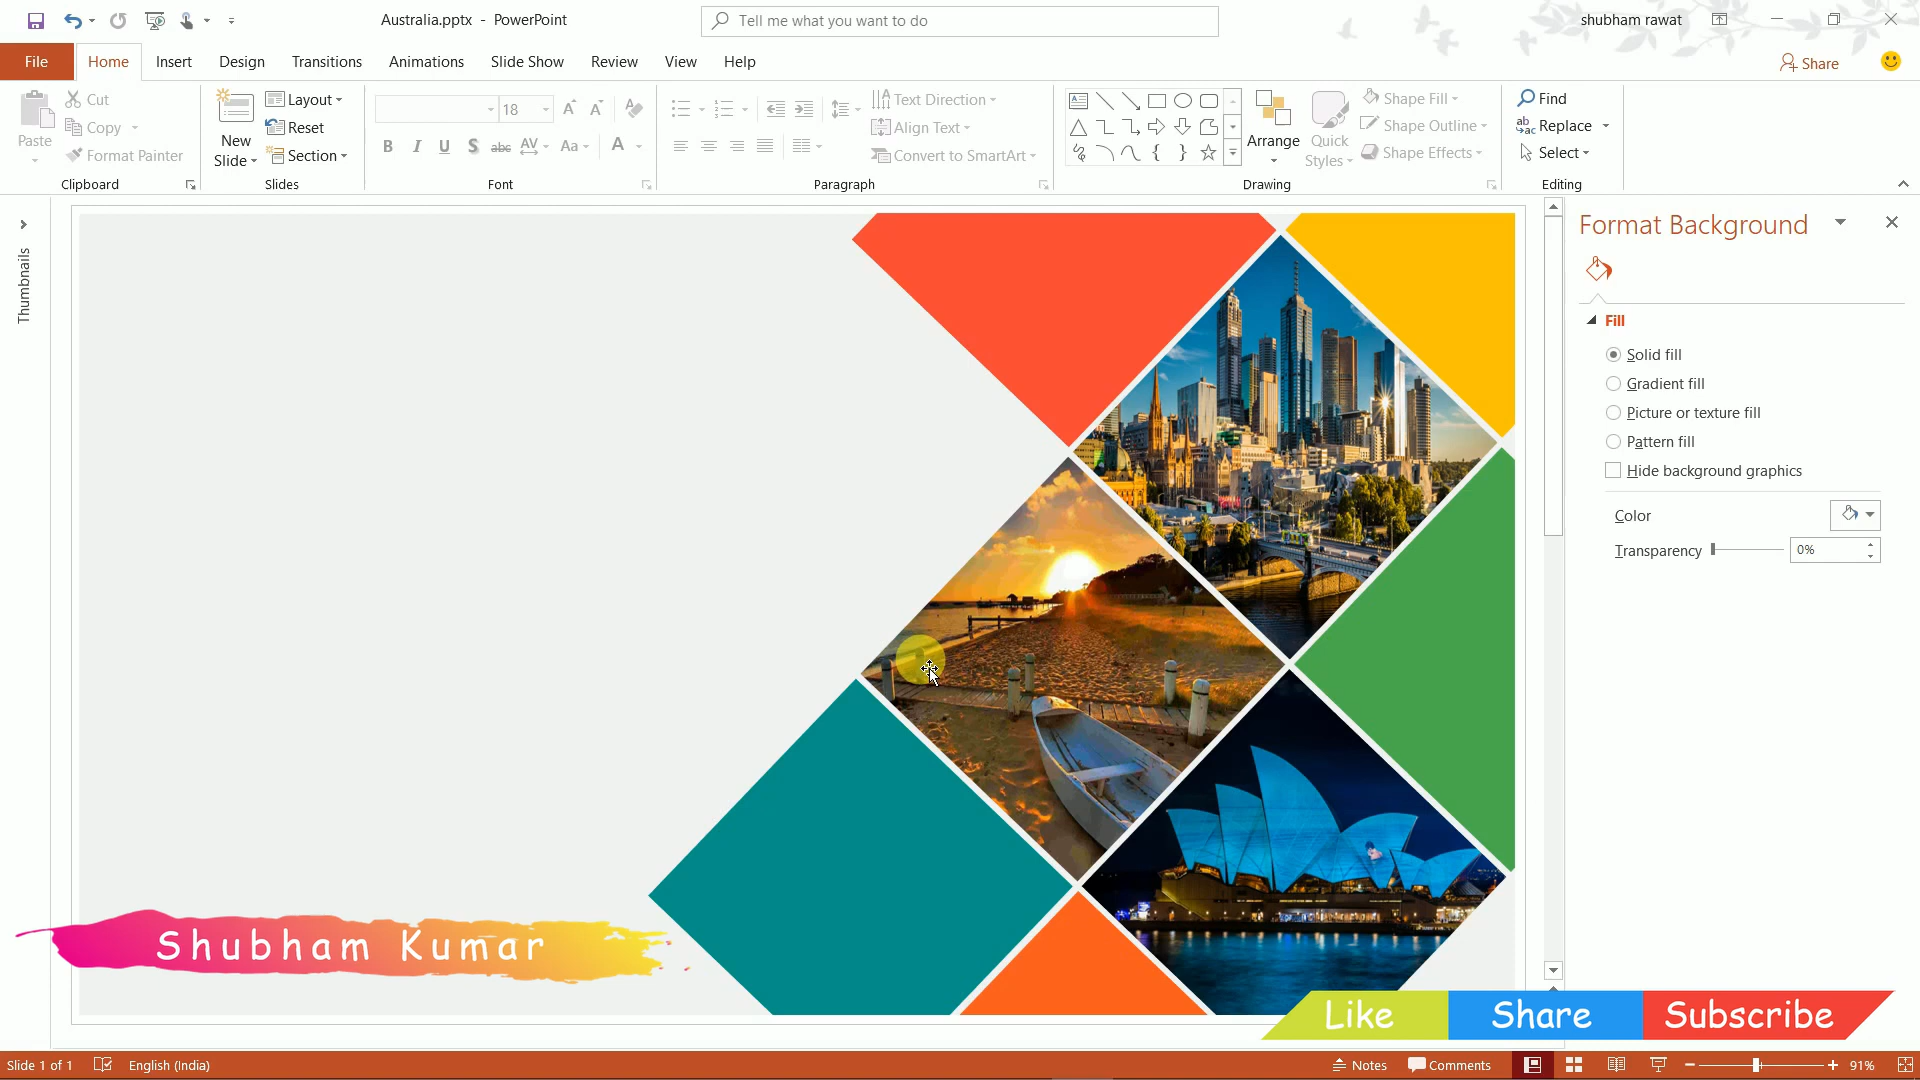 Australia.pptx - PowerPoint
Tell me what you want to do
shubham rawat
File Home Insert Design Transitions Animations Slide Show Review View Help
Share
Paste
Cut
Copy
Format Painter
Clipboard
New Slide
Layout
Reset
Section
Slides
18
B I U S abc AV Aa A
Font
Text Direction
Align Text
Convert to SmartArt
Paragraph
Arrange
Quick Styles
Shape Fill
Shape Outline
Shape Effects
Drawing
Find
Replace
Select
Editing
Thumbnails
Format Background
Fill
Solid fill
Gradient fill
Picture or texture fill
Pattern fill
Hide background graphics
Color
Transparency 0%
Shubham Kumar
Like Share Subscribe
Slide 1 of 1 English (India) Notes Comments 91%